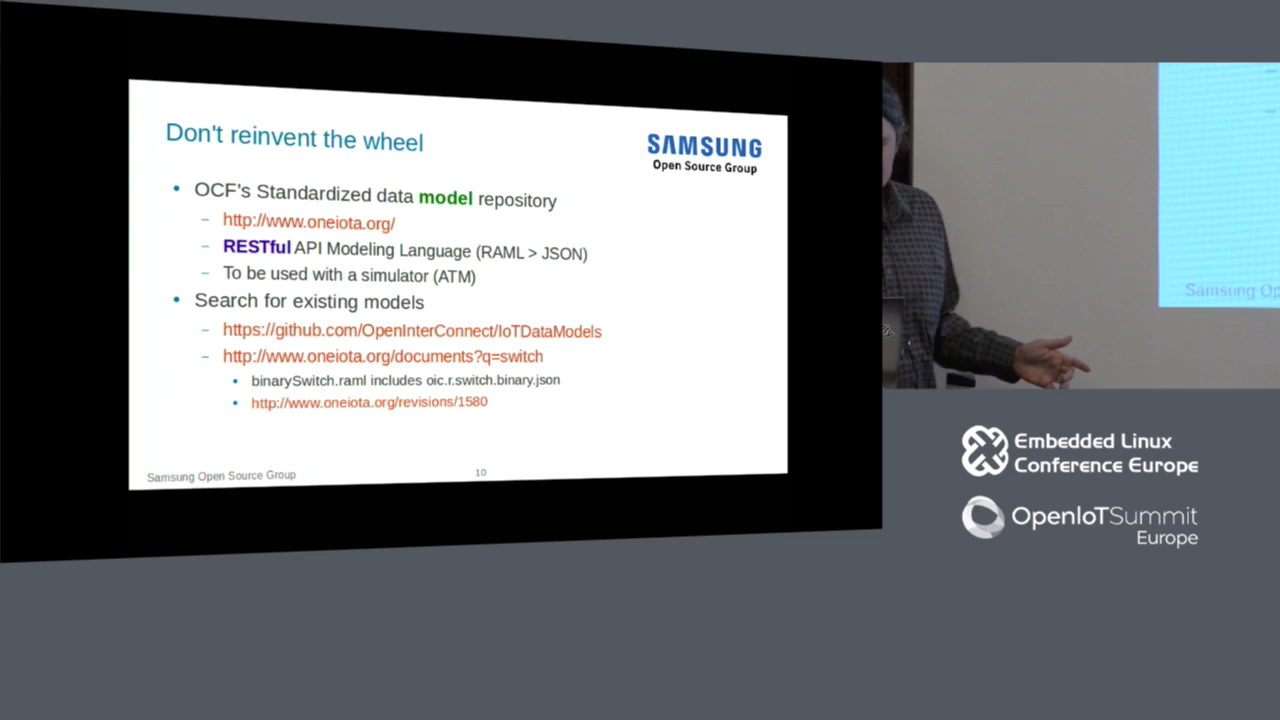 Don't reinvent the wheel
SAMSUNG
Open Source Group
• OCF's Standardized data model repository
– http://www.oneiota.org/
– RESTful API Modeling Language (RAML > JSON)
– To be used with a simulator (ATM)
• Search for existing models
– https://github.com/OpenInterConnect/IoTDataModels
– http://www.oneiota.org/documents?q=switch
• binarySwitch.raml includes oic.r.switch.binary.json
• http://www.oneiota.org/revisions/1580
Samsung Open Source Group
10
Samsung Op
Embedded Linux
Conference Europe
OpenIoTSummit
Europe